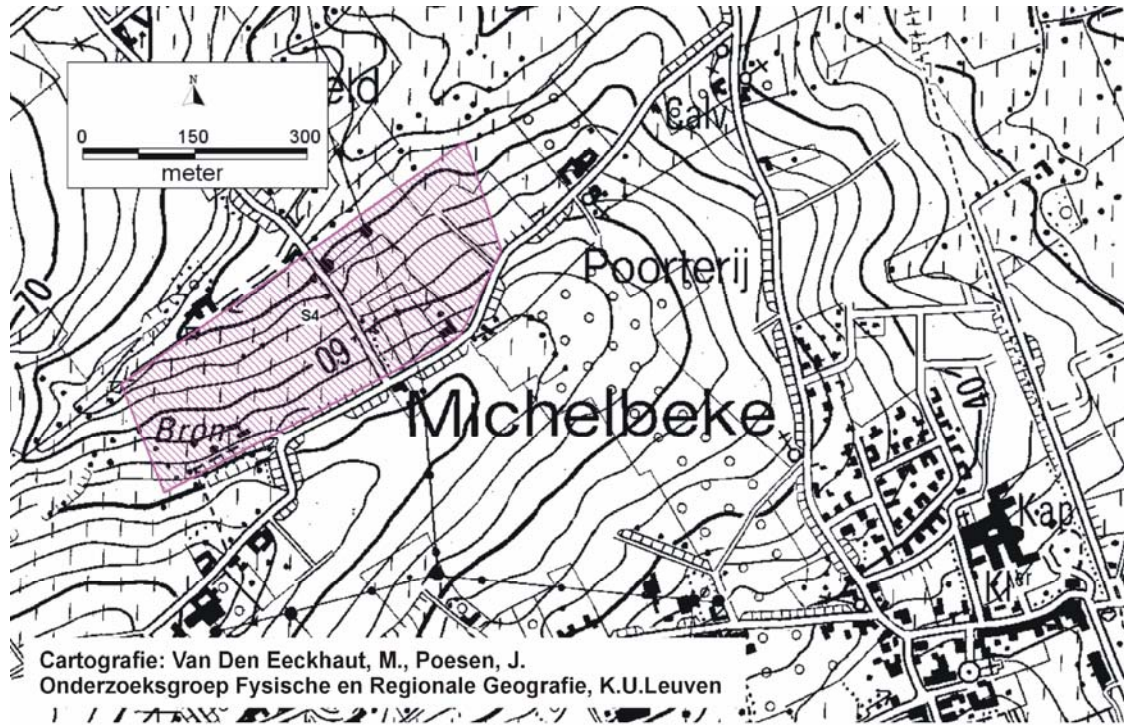 N
eld
0 150 300
meter
Calv
70
Poorterij
S4
60
Michelbeke
40
Bron
Kap
Kl
Cartografie: Van Den Eeckhaut, M., Poesen, J.
Onderzoeksgroep Fysische en Regionale Geografie, K.U.Leuven